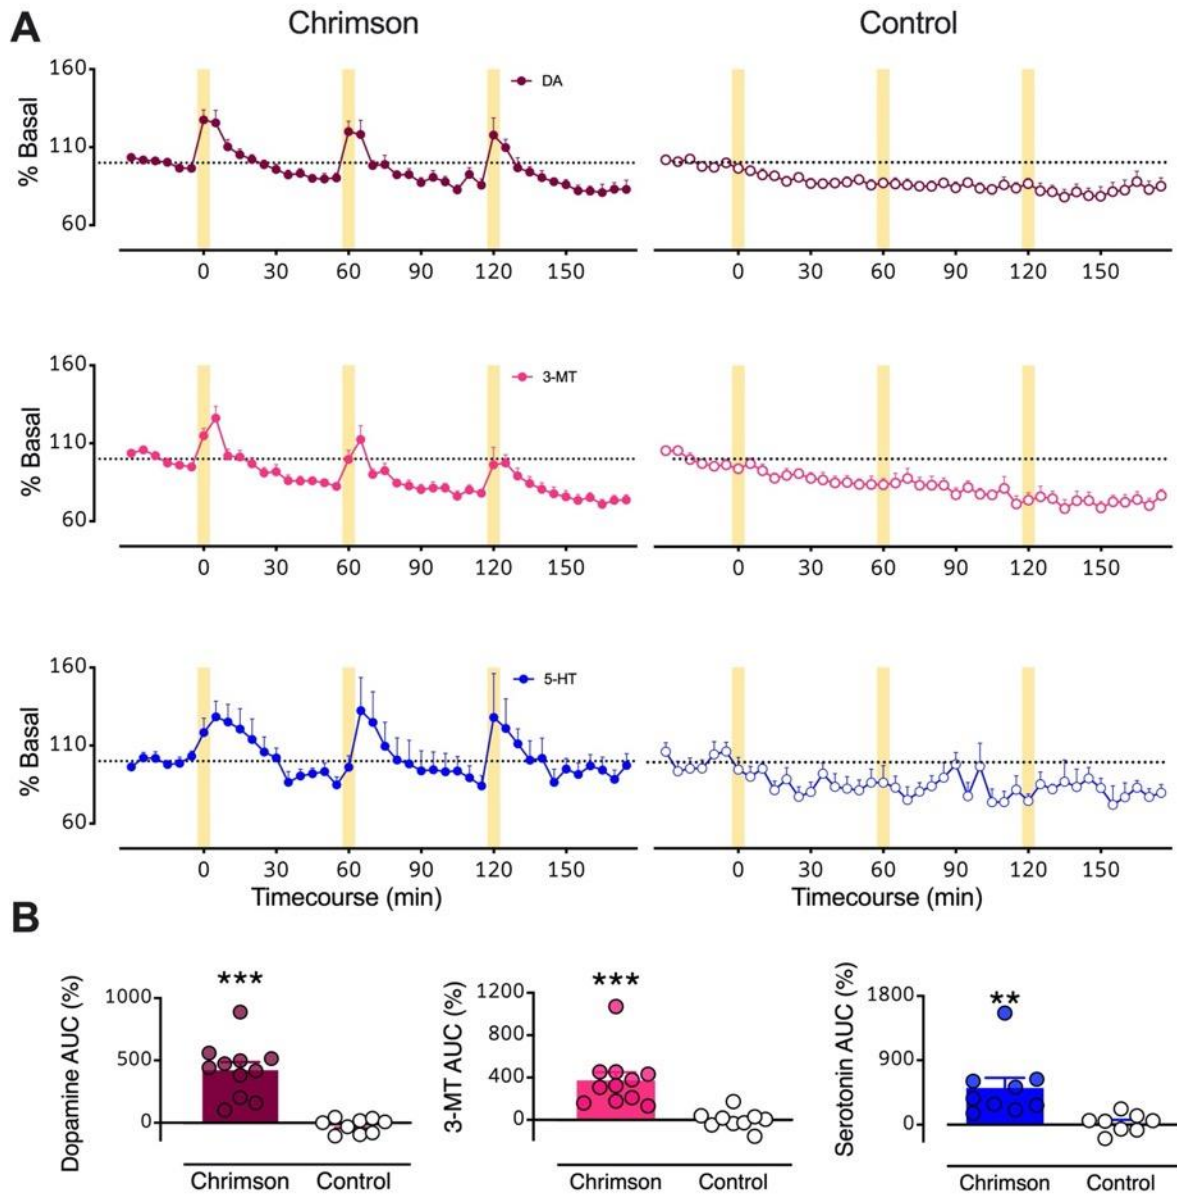 A
Chrimson
Control
% Basal
160
110
60
DA
0 30 60 90 120 150
0 30 60 90 120 150
% Basal
160
110
60
3-MT
0 30 60 90 120 150
0 30 60 90 120 150
% Basal
160
110
60
5-HT
0 30 60 90 120 150
0 30 60 90 120 150
Timecourse (min)
Timecourse (min)
B
Dopamine AUC (%)
1000
500
0
***
Chrimson Control
3-MT AUC (%)
1200
800
400
0
***
Chrimson Control
Serotonin AUC (%)
1800
900
0
**
Chrimson Control